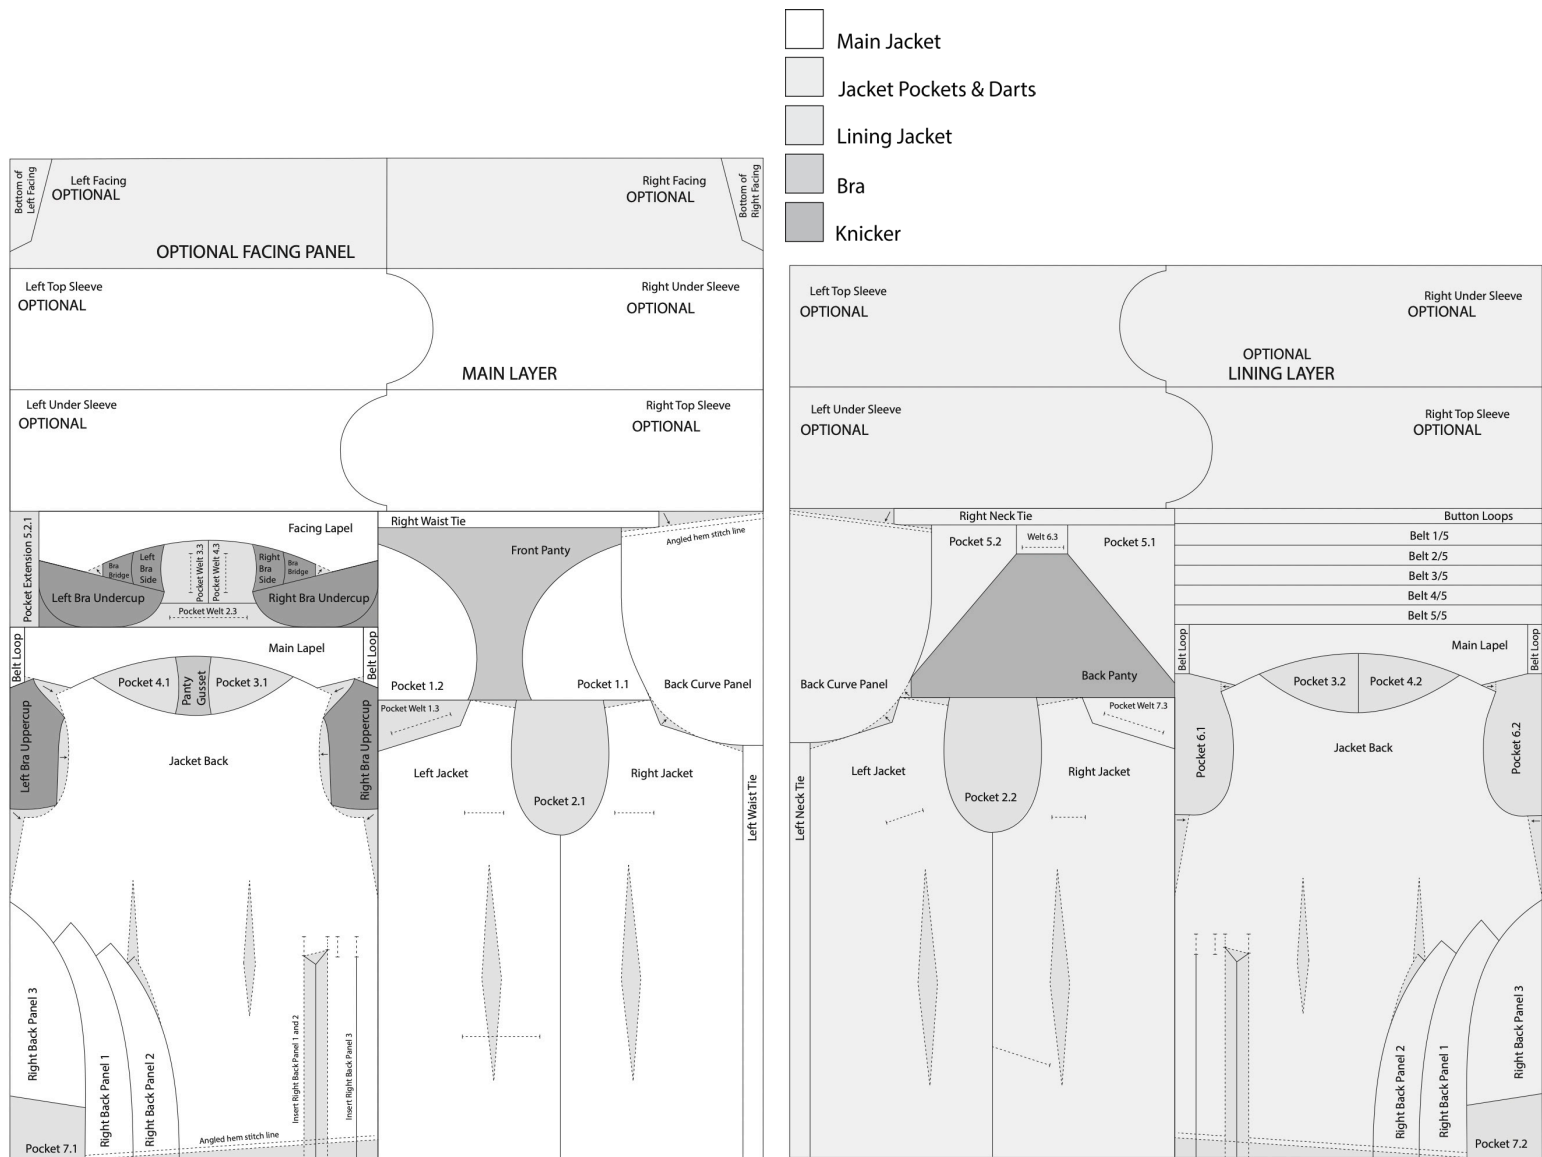 Main Jacket
Jacket Pockets & Darts
Lining Jacket
Bra
Knicker
Bottom of
Left Facing
Left Facing
OPTIONAL
Right Facing
OPTIONAL
Bottom of
Right Facing
OPTIONAL FACING PANEL
Left Top Sleeve
OPTIONAL
Right Under Sleeve
OPTIONAL
MAIN LAYER
Left Under Sleeve
OPTIONAL
Right Top Sleeve
OPTIONAL
Pocket Extension 5.2.1
Facing Lapel
Bra
Bridge
Left
Bra
Side
Pocket Welt 3.3
Pocket Welt 4.3
Right
Bra
Side
Bra
Bridge
Left Bra Undercup
Right Bra Undercup
Pocket Welt 2.3
Right Waist Tie
Angled hem stitch line
Front Panty
Pocket 1.2
Pocket 1.1
Back Curve Panel
Belt Loop
Main Lapel
Belt Loop
Pocket 4.1
Panty
Gusset
Pocket 3.1
Left Bra Uppercup
Jacket Back
Right Bra Uppercup
Pocket Welt 1.3
Left Jacket
Right Jacket
Pocket 2.1
Left Waist Tie
Right Back Panel 3
Right Back Panel 1
Right Back Panel 2
Insert Right Back Panel 1 and 2
Insert Right Back Panel 3
Pocket 7.1
Angled hem stitch line
Left Top Sleeve
OPTIONAL
Right Under Sleeve
OPTIONAL
OPTIONAL
LINING LAYER
Left Under Sleeve
OPTIONAL
Right Top Sleeve
OPTIONAL
Right Neck Tie
Button Loops
Pocket 5.2
Welt 6.3
Pocket 5.1
Belt 1/5
Belt 2/5
Belt 3/5
Belt 4/5
Belt 5/5
Back Curve Panel
Back Panty
Belt Loop
Main Lapel
Belt Loop
Pocket 3.2
Pocket 4.2
Pocket Welt 7.3
Left Jacket
Right Jacket
Pocket 2.2
Left Neck Tie
Pocket 6.1
Jacket Back
Pocket 6.2
Right Back Panel 2
Right Back Panel 1
Right Back Panel 3
Pocket 7.2